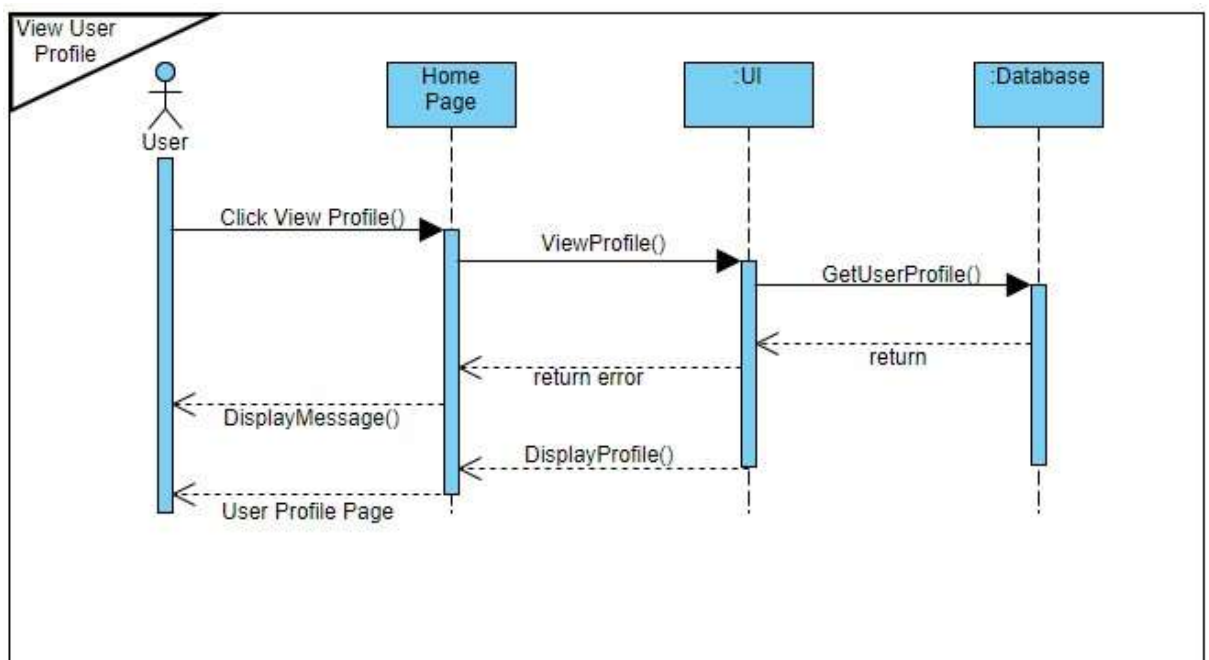 View User
Profile
User
Home
Page
:UI
:Database
Click View Profile()
ViewProfile()
GetUserProfile()
return
return error
DisplayMessage()
DisplayProfile()
User Profile Page